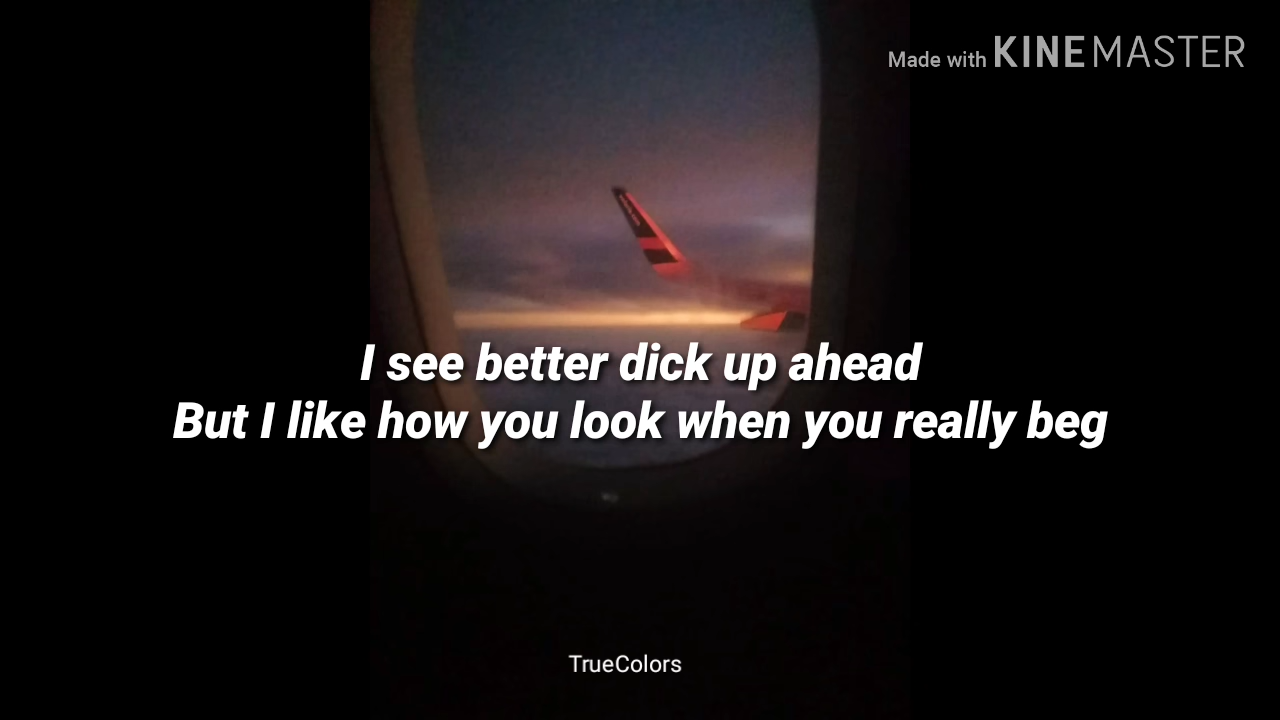 Made with KINEMASTER
I see better dick up ahead
But I like how you look when you really beg
TrueColors